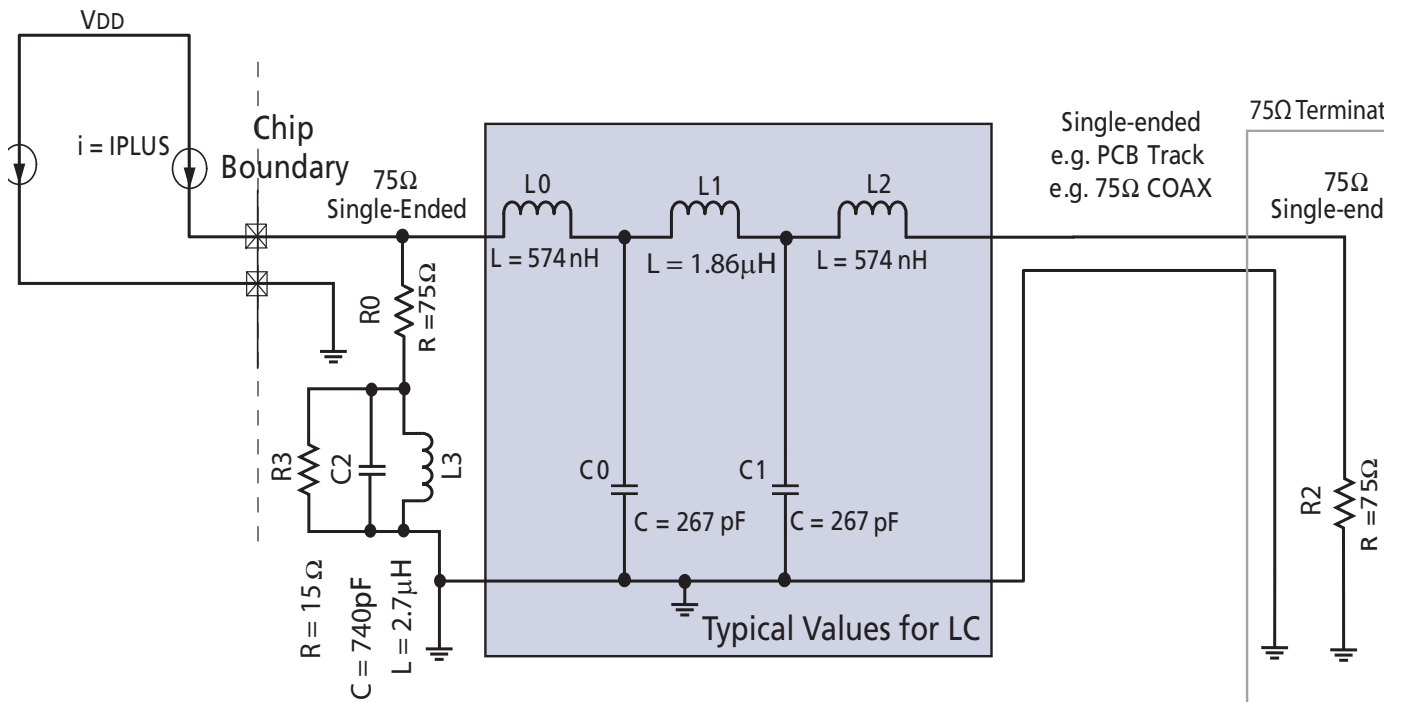 VDD
i = IPLUS
Chip
Boundary
75Ω
Single-Ended
L0
L = 574 nH
L1
L = 1.86μH
L2
L = 574 nH
Single-ended
e.g. PCB Track
e.g. 75Ω COAX
75Ω Terminat
75Ω
Single-end
R0
R =75Ω
R3
C2
L3
R = 15 Ω
C = 740pF
L = 2.7μH
C0
C = 267 pF
C1
C = 267 pF
R2
R =75Ω
Typical Values for LC